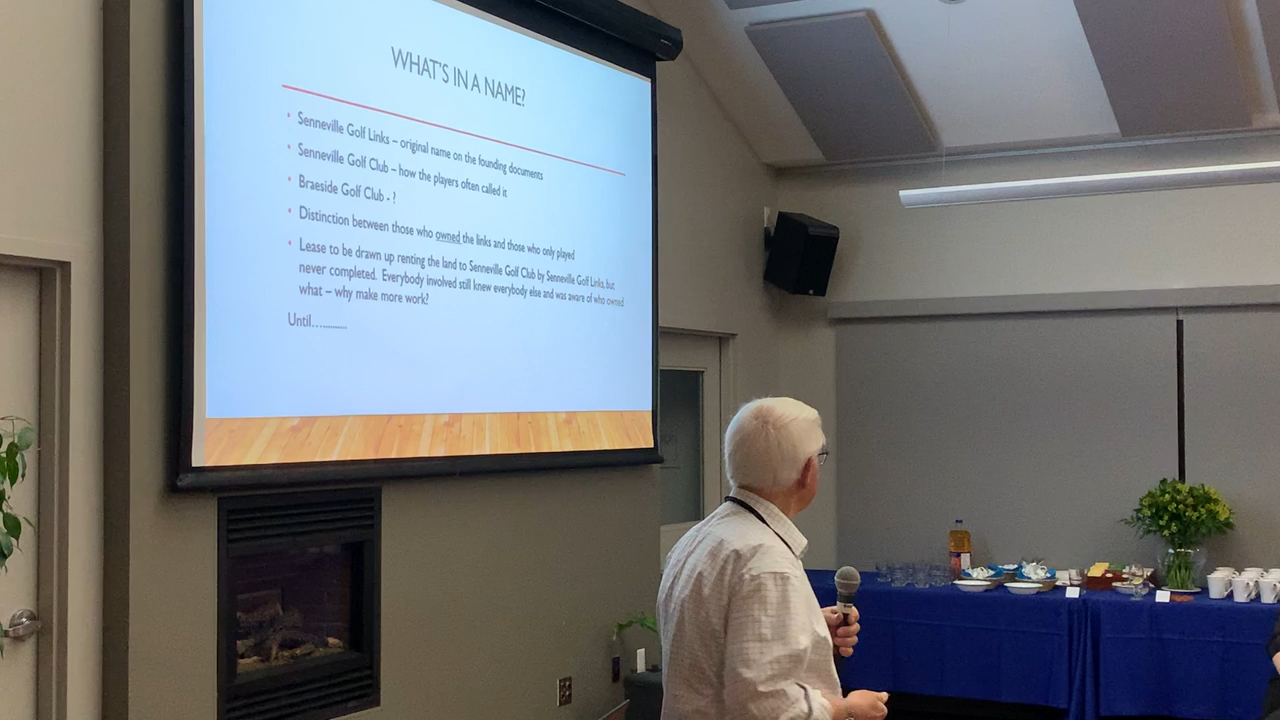 WHAT'S IN A NAME?
• Senneville Golf Links – original name on the founding documents
• Senneville Golf Club – how the players often called it
• Braeside Golf Club - ?
• Distinction between those who owned the links and those who only played
• Lease to be drawn up renting the land to Senneville Golf Club by Senneville Golf Links, but
never completed. Everybody involved still knew everybody else and was aware of who owned
what – why make more work?
Until…..........